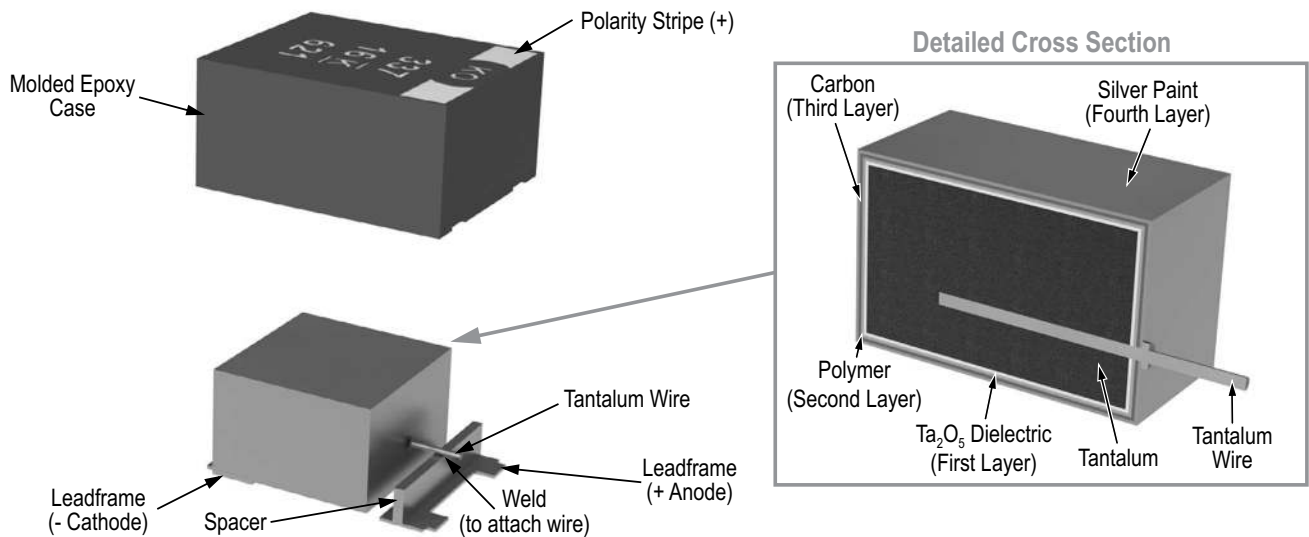 Polarity Stripe (+)
621
16K
337
KO
Molded Epoxy
Case
Detailed Cross Section
Carbon
(Third Layer)
Silver Paint
(Fourth Layer)
Polymer
(Second Layer)
Ta₂O₅ Dielectric
(First Layer)
Tantalum
Tantalum
Wire
Tantalum Wire
Leadframe
(+ Anode)
Weld
(to attach wire)
Spacer
Leadframe
(- Cathode)